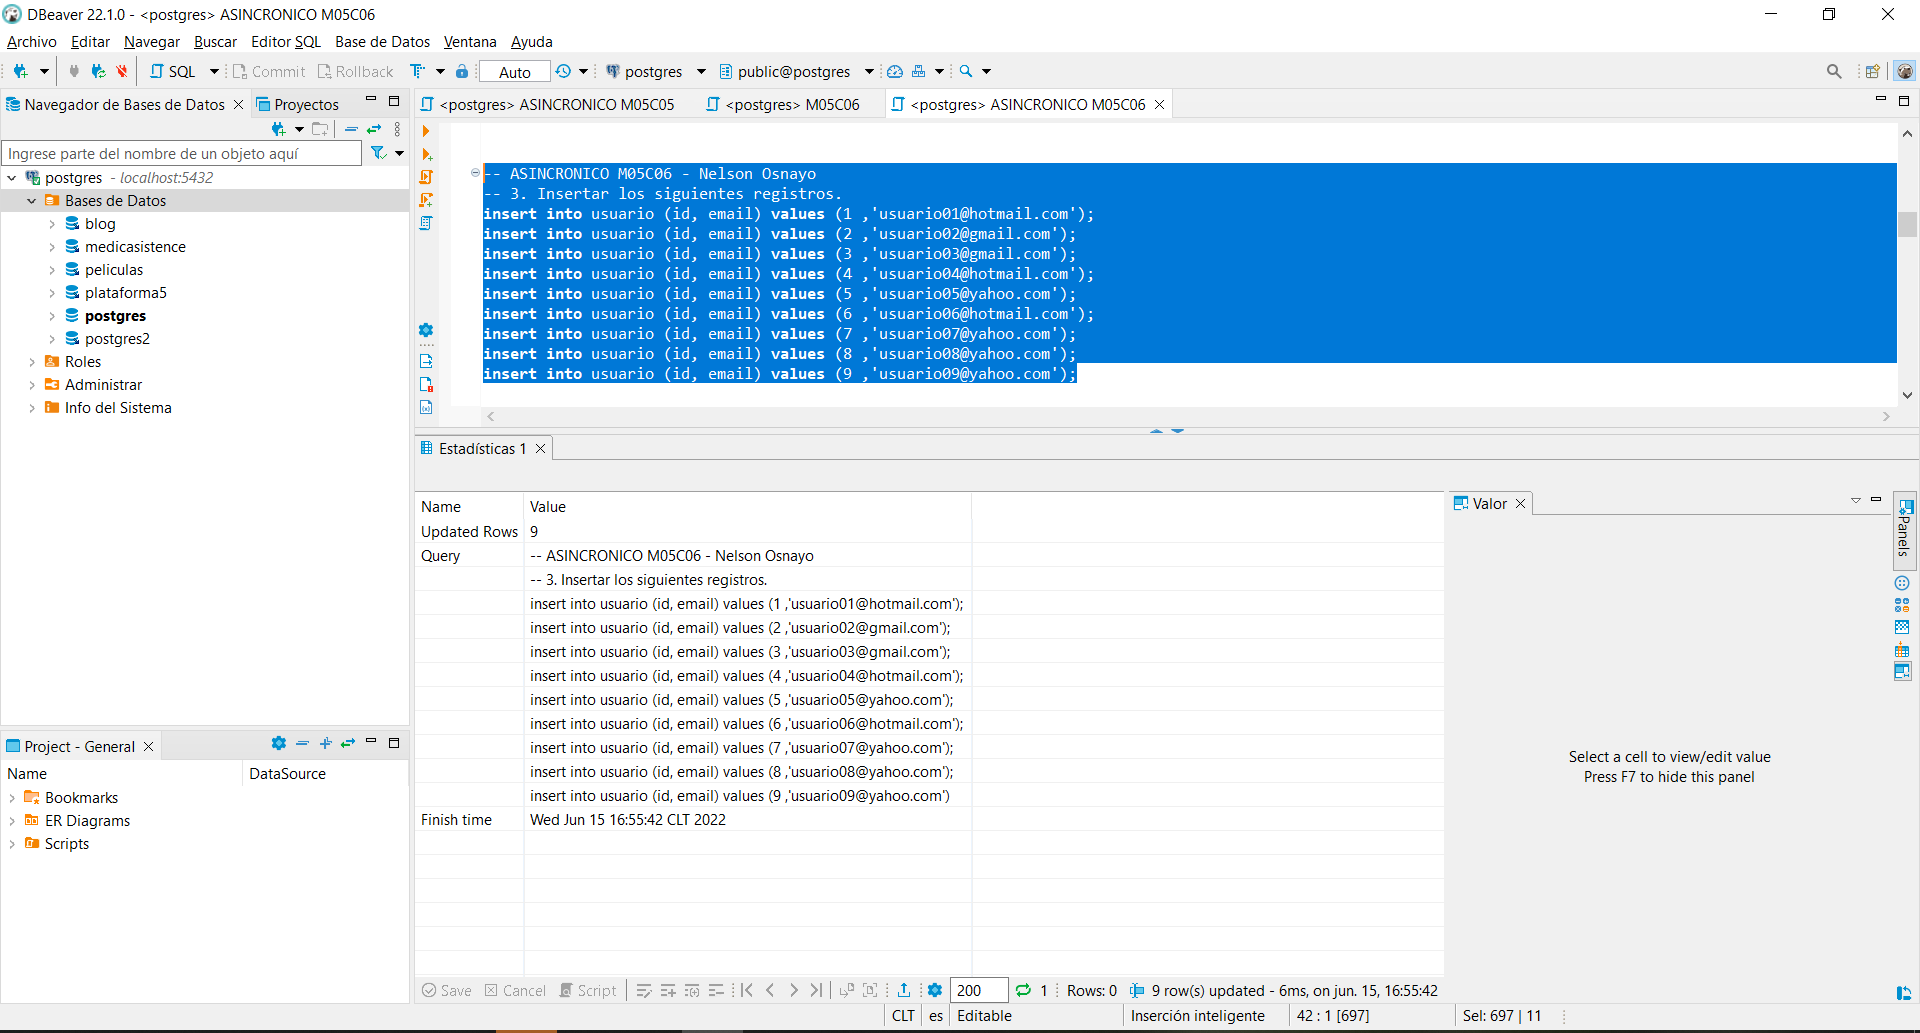 DBeaver 22.1.0 - <postgres> ASINCRONICO M05C06
Archivo Editar Navegar Buscar Editor SQL Base de Datos Ventana Ayuda
SQL Commit Rollback Auto postgres public@postgres
Navegador de Bases de Datos Proyectos
Ingrese parte del nombre de un objeto aquí
postgres - localhost:5432
Bases de Datos
blog
medicasistence
peliculas
plataforma5
postgres
postgres2
Roles
Administrar
Info del Sistema
Project - General
Name DataSource
Bookmarks
ER Diagrams
Scripts
<postgres> ASINCRONICO M05C05 <postgres> M05C06 <postgres> ASINCRONICO M05C06
-- ASINCRONICO M05C06 - Nelson Osnayo
-- 3. Insertar los siguientes registros.
insert into usuario (id, email) values (1 ,'usuario01@hotmail.com');
insert into usuario (id, email) values (2 ,'usuario02@gmail.com');
insert into usuario (id, email) values (3 ,'usuario03@gmail.com');
insert into usuario (id, email) values (4 ,'usuario04@hotmail.com');
insert into usuario (id, email) values (5 ,'usuario05@yahoo.com');
insert into usuario (id, email) values (6 ,'usuario06@hotmail.com');
insert into usuario (id, email) values (7 ,'usuario07@yahoo.com');
insert into usuario (id, email) values (8 ,'usuario08@yahoo.com');
insert into usuario (id, email) values (9 ,'usuario09@yahoo.com');
Estadísticas 1
Name Value
Updated Rows 9
Query -- ASINCRONICO M05C06 - Nelson Osnayo
-- 3. Insertar los siguientes registros.
insert into usuario (id, email) values (1 ,'usuario01@hotmail.com');
insert into usuario (id, email) values (2 ,'usuario02@gmail.com');
insert into usuario (id, email) values (3 ,'usuario03@gmail.com');
insert into usuario (id, email) values (4 ,'usuario04@hotmail.com');
insert into usuario (id, email) values (5 ,'usuario05@yahoo.com');
insert into usuario (id, email) values (6 ,'usuario06@hotmail.com');
insert into usuario (id, email) values (7 ,'usuario07@yahoo.com');
insert into usuario (id, email) values (8 ,'usuario08@yahoo.com');
insert into usuario (id, email) values (9 ,'usuario09@yahoo.com')
Finish time Wed Jun 15 16:55:42 CLT 2022
Valor
Select a cell to view/edit value
Press F7 to hide this panel
Panels
Save Cancel Script 200 1 Rows: 0 9 row(s) updated - 6ms, on jun. 15, 16:55:42
CLT es Editable Inserción inteligente 42 : 1 [697] Sel: 697 | 11